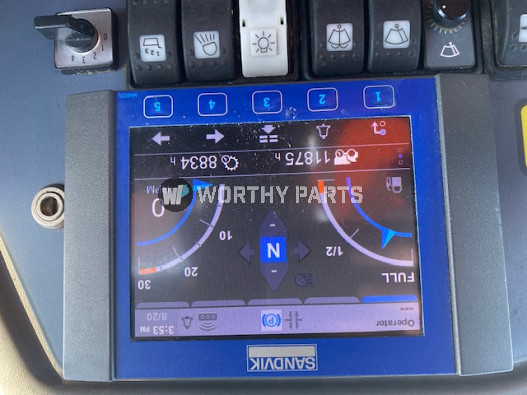 SANDVIK
Operator
3:53 PM
8/20
FULL
1/2
N
30
20
10
0
11875 h
8834 h
WORTHY PARTS
1
2
3
4
5